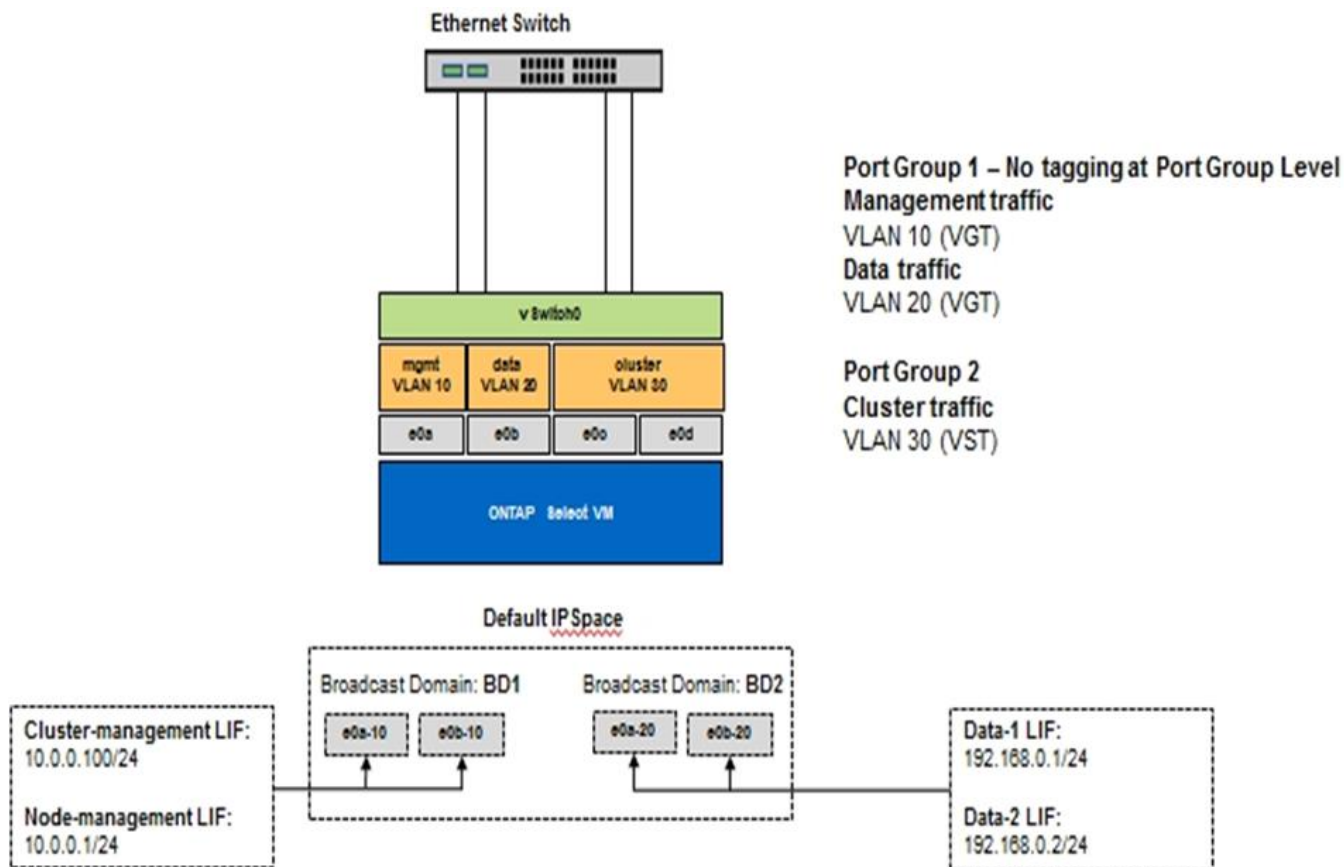 Ethernet Switch
Port Group 1 – No tagging at Port Group Level
Management traffic
VLAN 10 (VGT)
Data traffic
VLAN 20 (VGT)
Port Group 2
Cluster traffic
VLAN 30 (VST)
vSwitch0
mgmt
VLAN 10
data
VLAN 20
cluster
VLAN 30
e0a
e0b
e0c
e0d
ONTAP Select VM
Default IPSpace
Broadcast Domain: BD1
Broadcast Domain: BD2
e0a-10
e0b-10
e0a-20
e0b-20
Cluster-management LIF:
10.0.0.100/24
Node-management LIF:
10.0.0.1/24
Data-1 LIF:
192.168.0.1/24
Data-2 LIF:
192.168.0.2/24